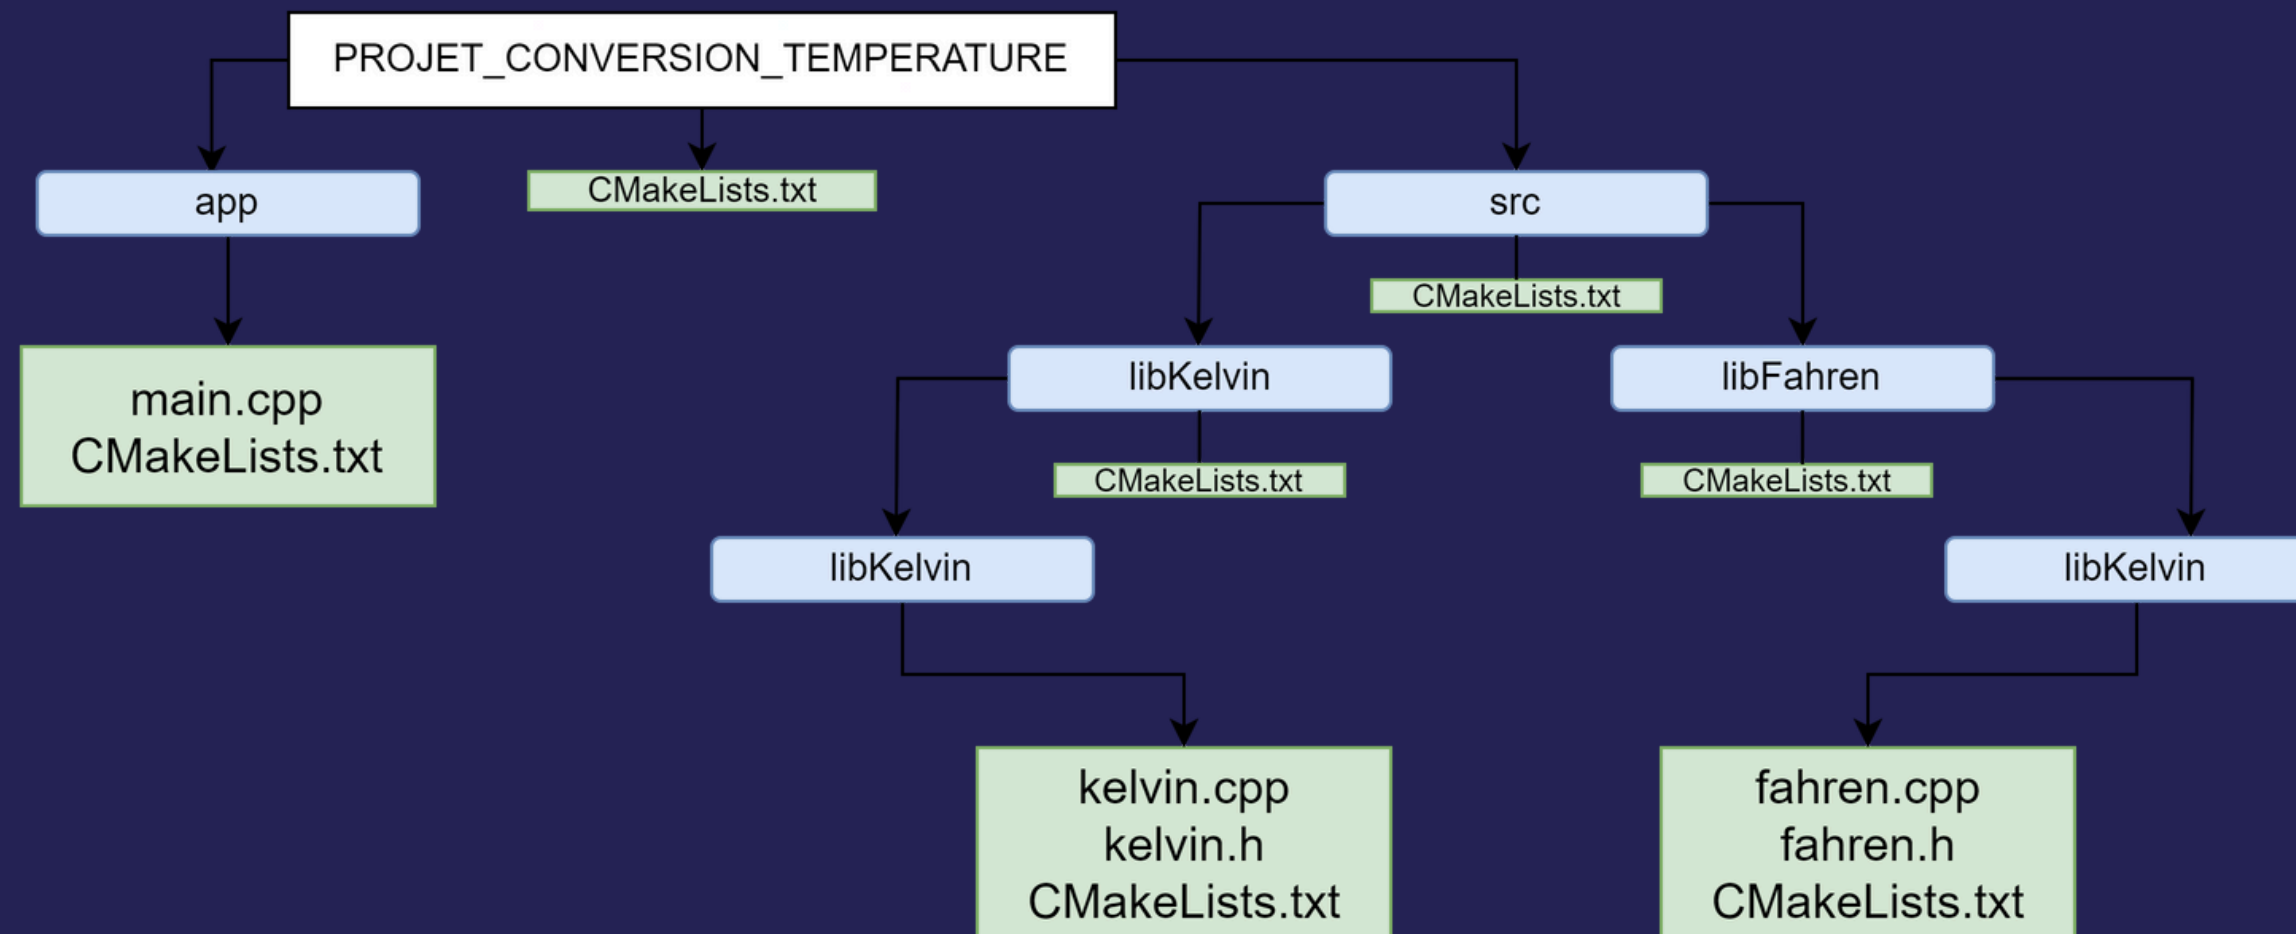 PROJET_CONVERSION_TEMPERATURE
app
CMakeLists.txt
src
CMakeLists.txt
main.cpp
CMakeLists.txt
libKelvin
libFahren
CMakeLists.txt
CMakeLists.txt
libKelvin
libKelvin
kelvin.cpp
kelvin.h
CMakeLists.txt
fahren.cpp
fahren.h
CMakeLists.txt